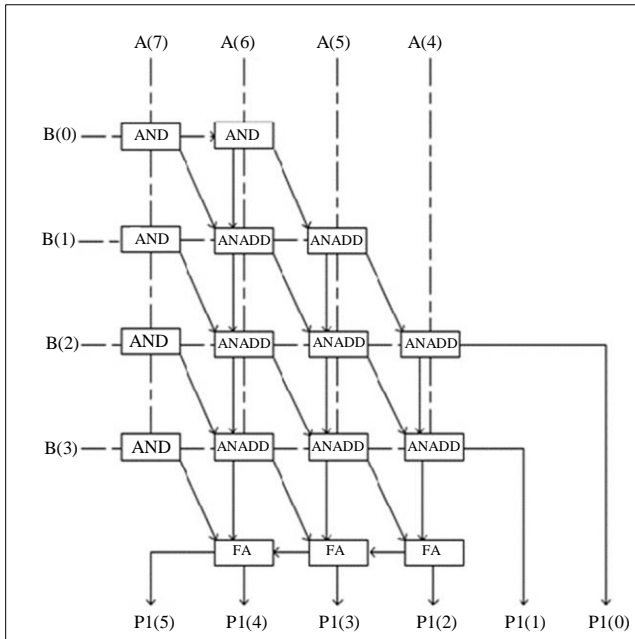 A(7) A(6) A(5) A(4)
B(0) AND AND
B(1) AND ANADD ANADD
B(2) AND ANADD ANADD ANADD
B(3) AND ANADD ANADD ANADD
FA FA FA
P1(5) P1(4) P1(3) P1(2) P1(1) P1(0)